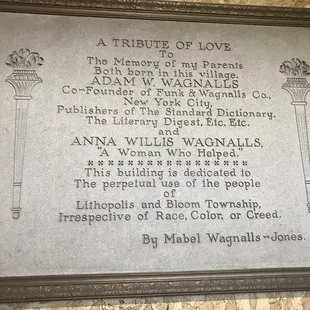 A TRIBUTE OF LOVE
To
The Memory of my Parents
Both born in this village.
ADAM W. WAGNALLS
Co-Founder of Funk & Wagnalls Co.,
New York City,
Publishers of The Standard Dictionary,
The Literary Digest, Etc. Etc.
and
ANNA WILLIS WAGNALLS,
"A Woman Who Helped."
This building is dedicated to
The perpetual use of the people
of
Lithopolis and Bloom Township,
Irrespective of Race, Color, or Creed.
By Mabel Wagnalls-Jones.